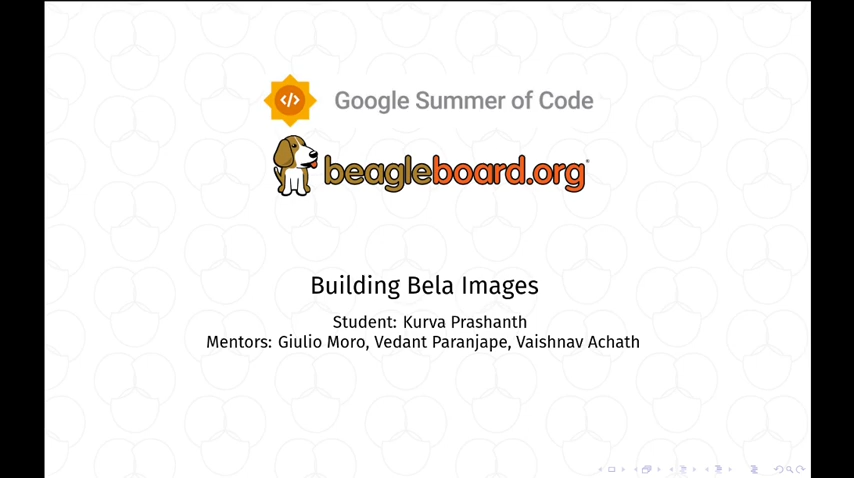 Google Summer of Code
beagleboard.org
Building Bela Images
Student: Kurva Prashanth
Mentors: Giulio Moro, Vedant Paranjape, Vaishnav Achath